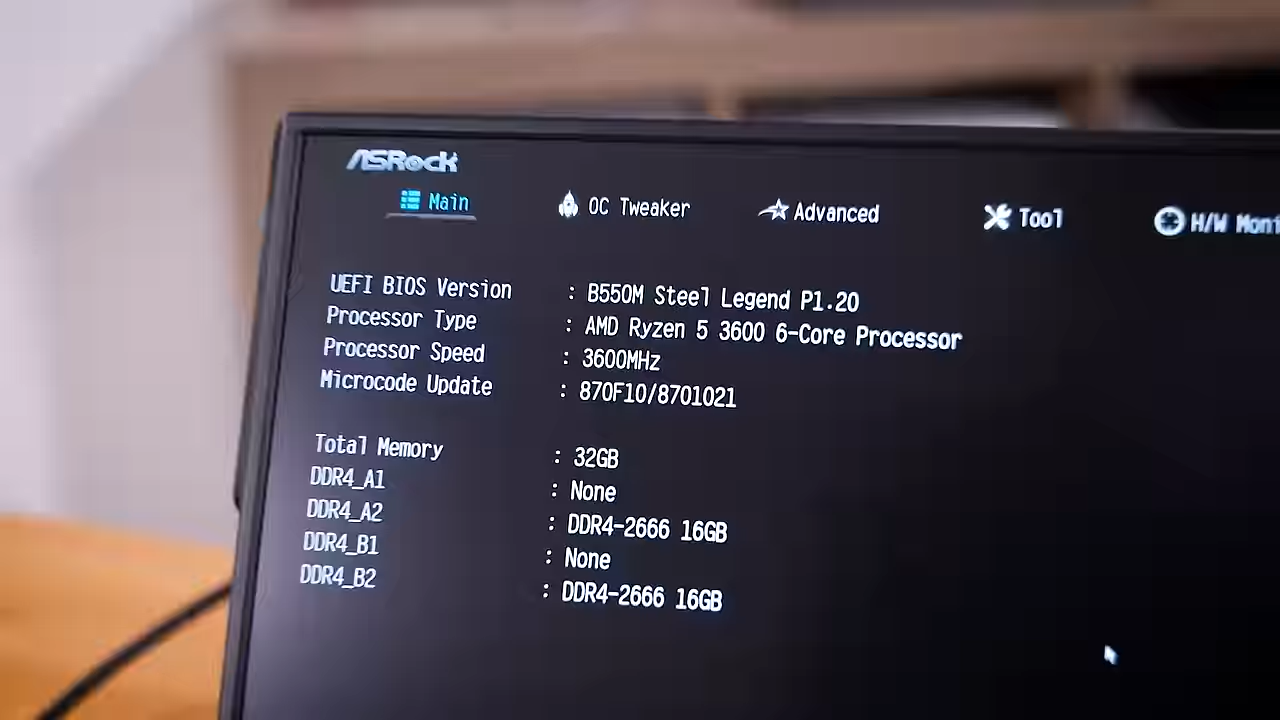 ASRock
Main OC Tweaker Advanced Tool H/W Moni
UEFI BIOS Version : B550M Steel Legend P1.20
Processor Type : AMD Ryzen 5 3600 6-Core Processor
Processor Speed : 3600MHz
Microcode Update : 870F10/8701021
Total Memory : 32GB
DDR4_A1 : None
DDR4_A2 : DDR4-2666 16GB
DDR4_B1 : None
DDR4_B2 : DDR4-2666 16GB